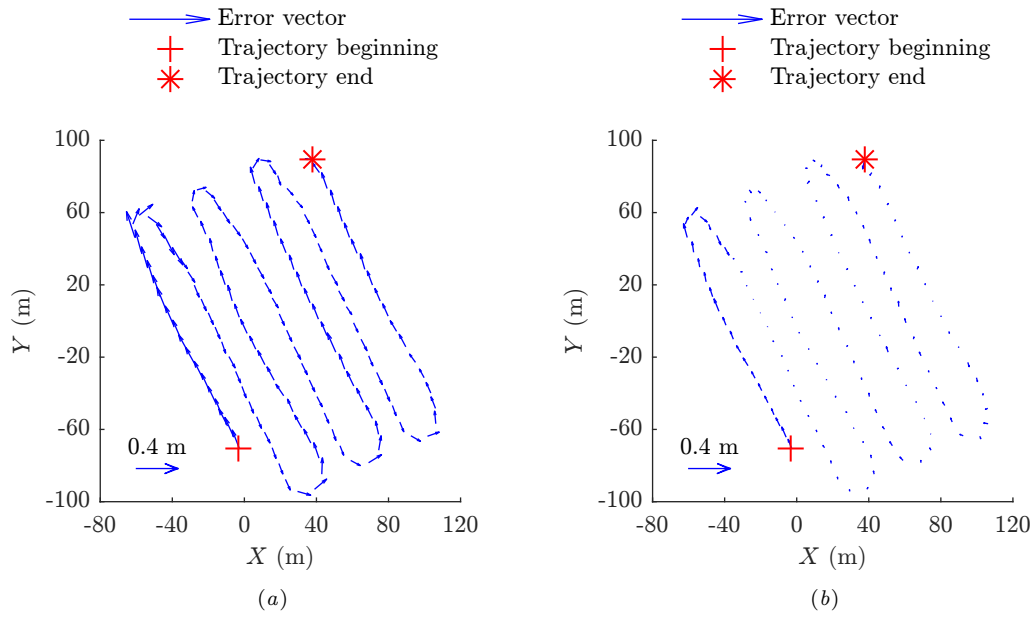 Error vector
Trajectory beginning
Trajectory end
100
60
20
-20
-60
-100
Y (m)
0.4 m
-80 -40 0 40 80 120
X (m)
(a)
Error vector
Trajectory beginning
Trajectory end
100
60
20
-20
-60
-100
Y (m)
0.4 m
-80 -40 0 40 80 120
X (m)
(b)